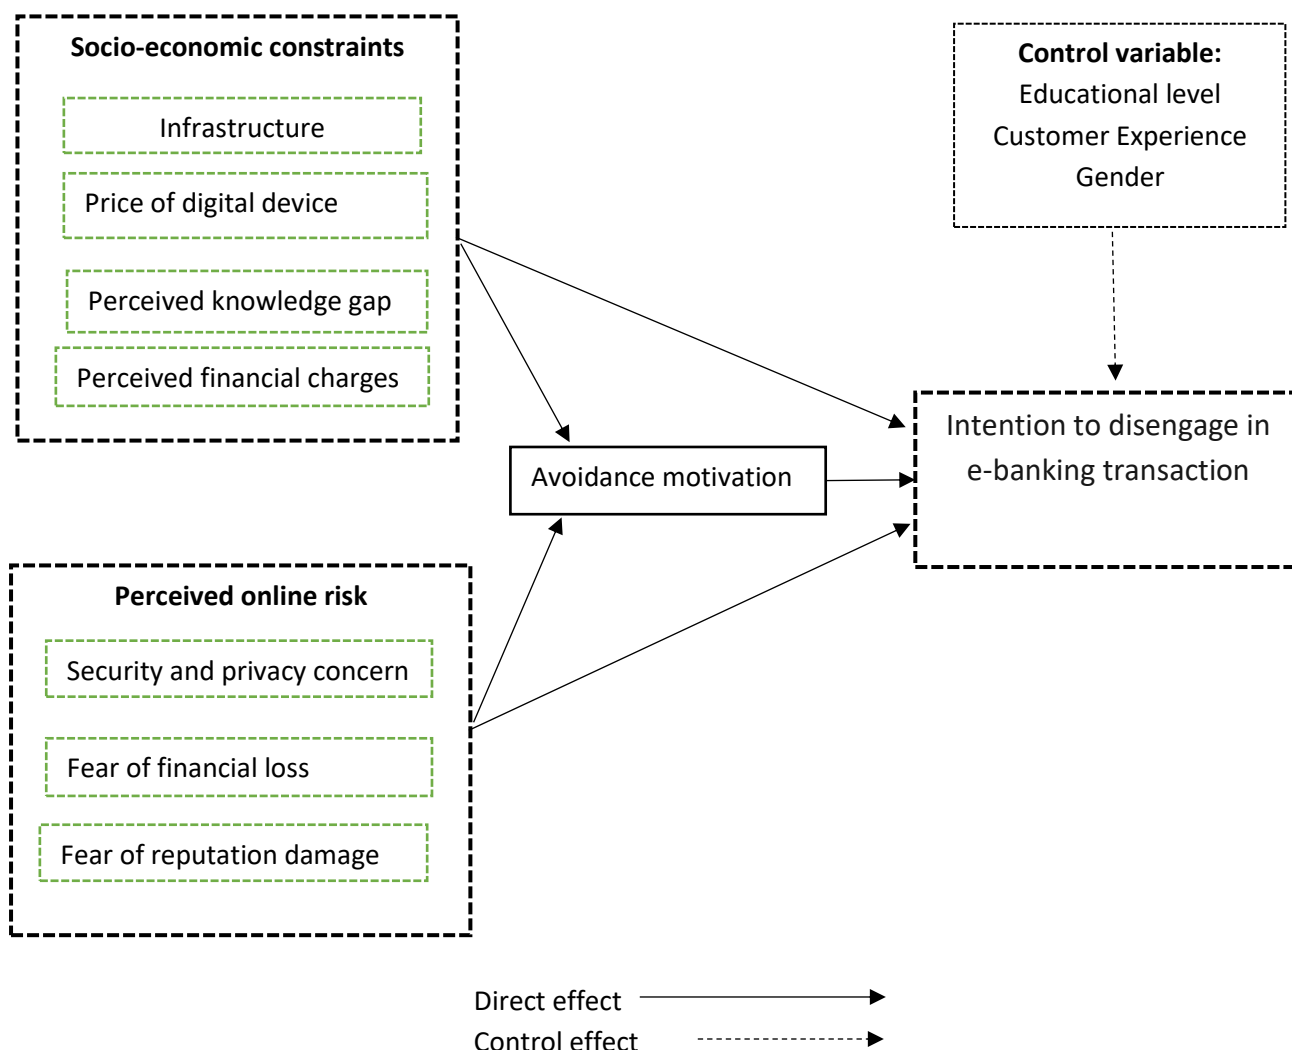 Socio-economic constraints
Infrastructure
Price of digital device
Perceived knowledge gap
Perceived financial charges
Control variable:
Educational level
Customer Experience
Gender
Avoidance motivation
Intention to disengage in
e-banking transaction
Perceived online risk
Security and privacy concern
Fear of financial loss
Fear of reputation damage
Direct effect
Control effect